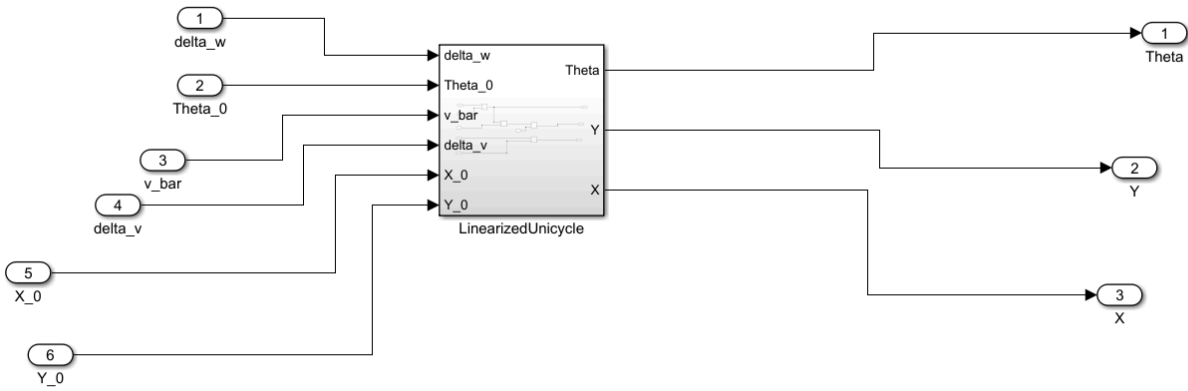 1
delta_w
2
Theta_0
3
v_bar
4
delta_v
5
X_0
6
Y_0
delta_w
Theta_0
v_bar
delta_v
X_0
Y_0
Theta
Y
X
LinearizedUnicycle
1
Theta
2
Y
3
X